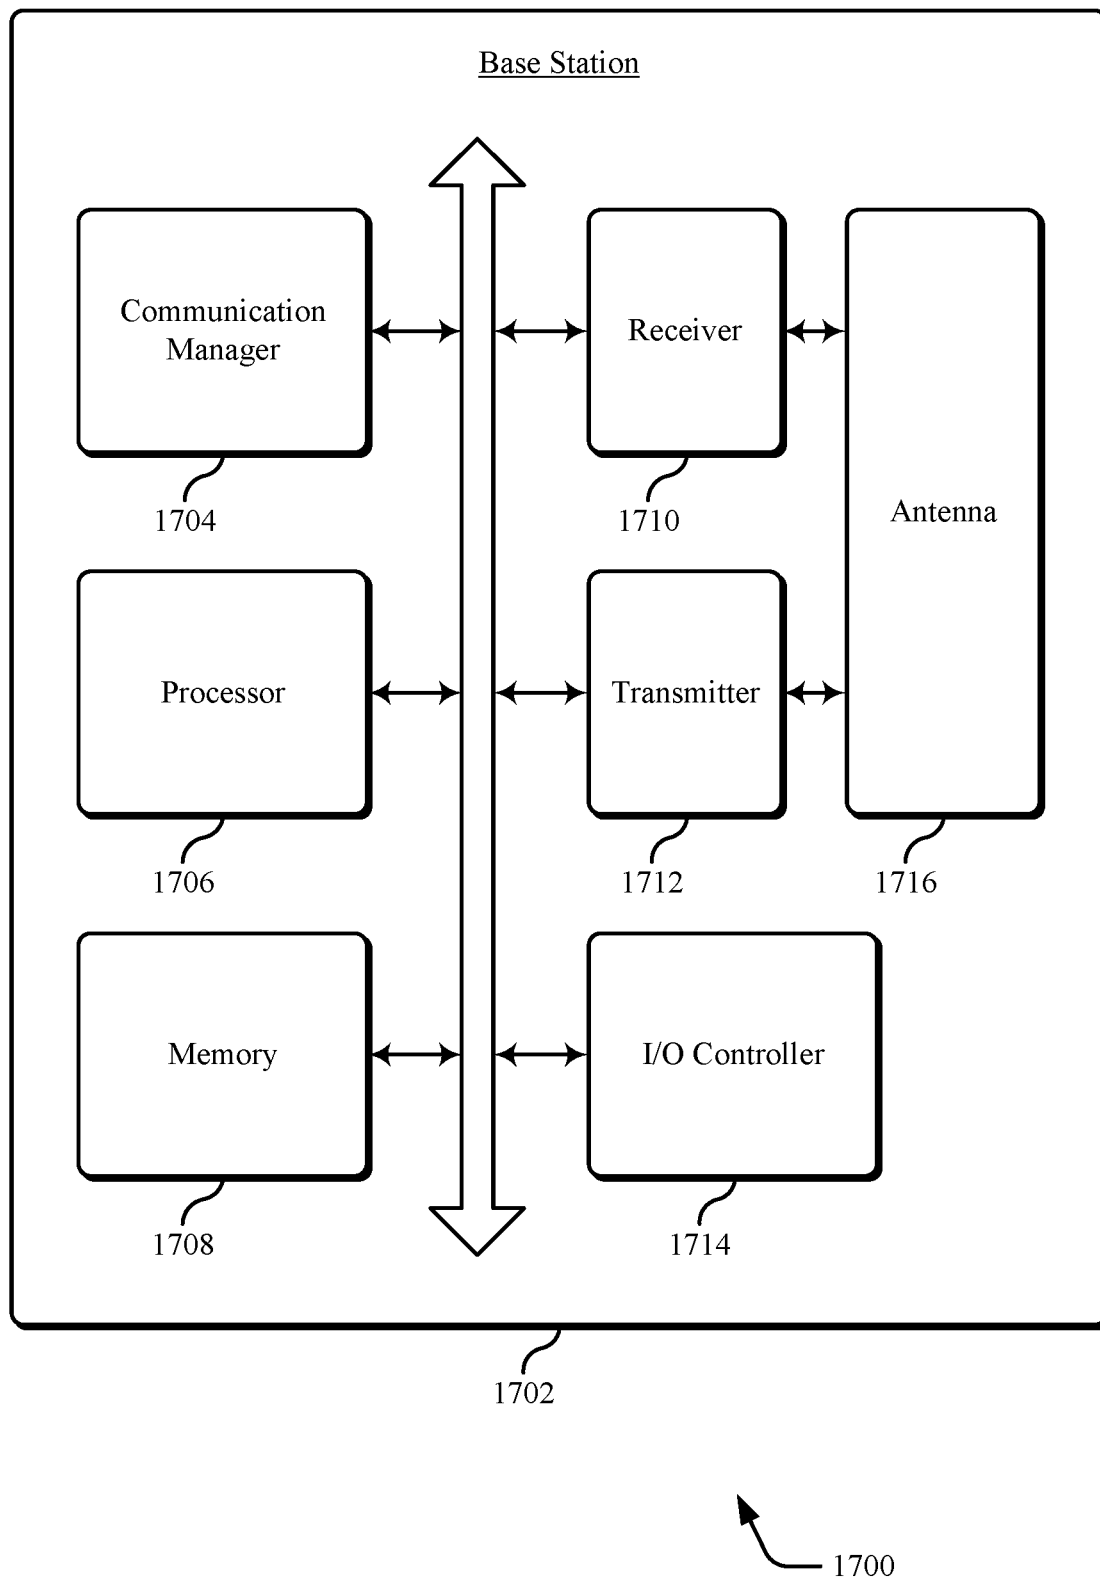 Base Station
Communication
Manager
1704
Receiver
1710
Antenna
1716
Processor
1706
Transmitter
1712
Memory
1708
I/O Controller
1714
1702
1700